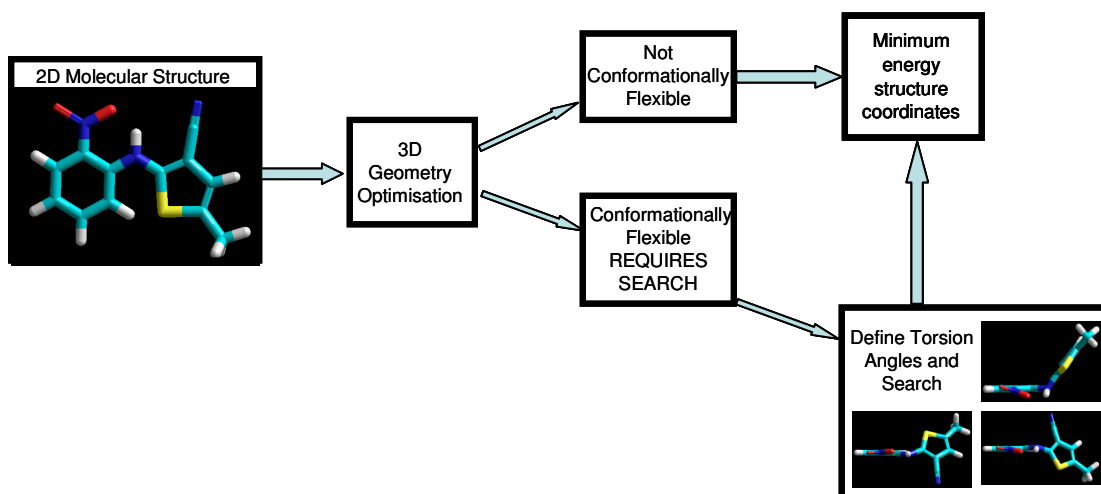 2D Molecular Structure
3D
Geometry
Optimisation
Not
Conformationally
Flexible
Conformationally
Flexible
REQUIRES
SEARCH
Minimum
energy
structure
coordinates
Define Torsion
Angles and
Search